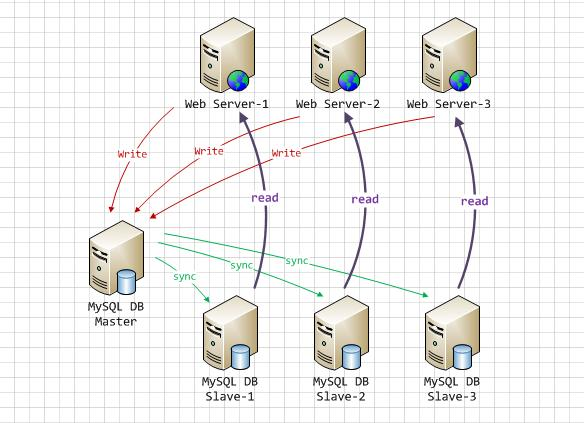 Web Server-1
Web Server-2
Web Server-3
Write
Write
Write
read
read
read
sync
sync
sync
MySQL DB
Master
MySQL DB
Slave-1
MySQL DB
Slave-2
MySQL DB
Slave-3